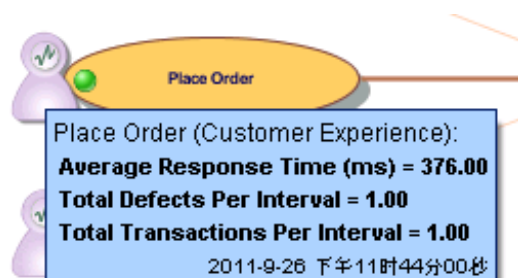 Place Order
Place Order (Customer Experience):
Average Response Time (ms) = 376.00
Total Defects Per Interval = 1.00
Total Transactions Per Interval = 1.00
2011-9-26 下午11时44分00秒